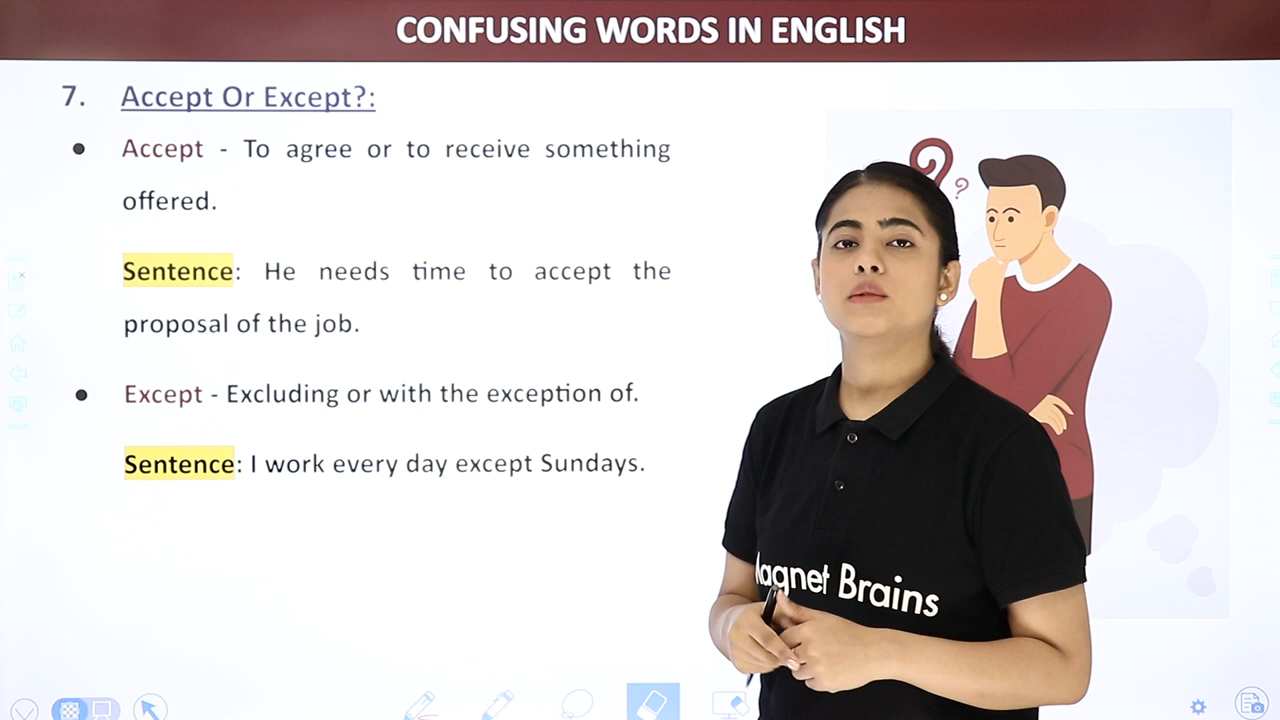 CONFUSING WORDS IN ENGLISH
7. Accept Or Except?:
● Accept - To agree or to receive something
offered.
Sentence: He needs time to accept the
proposal of the job.
● Except - Excluding or with the exception of.
Sentence: I work every day except Sundays.
? ?
Magnet Brains